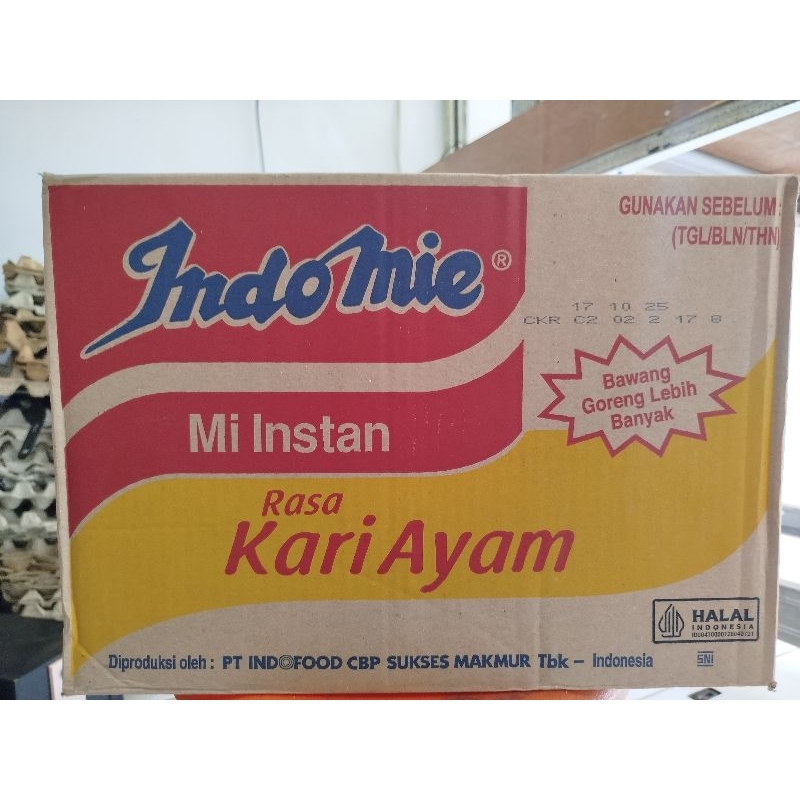 Indomie®
Mi Instan
Rasa
Kari Ayam
GUNAKAN SEBELUM :
(TGL/BLN/THN)
17 10 25
CKR C2 02 2 17 8
Bawang
Goreng Lebih
Banyak
HALAL
INDONESIA
Diproduksi oleh : PT INDOFOOD CBP SUKSES MAKMUR Tbk – Indonesia
SNI